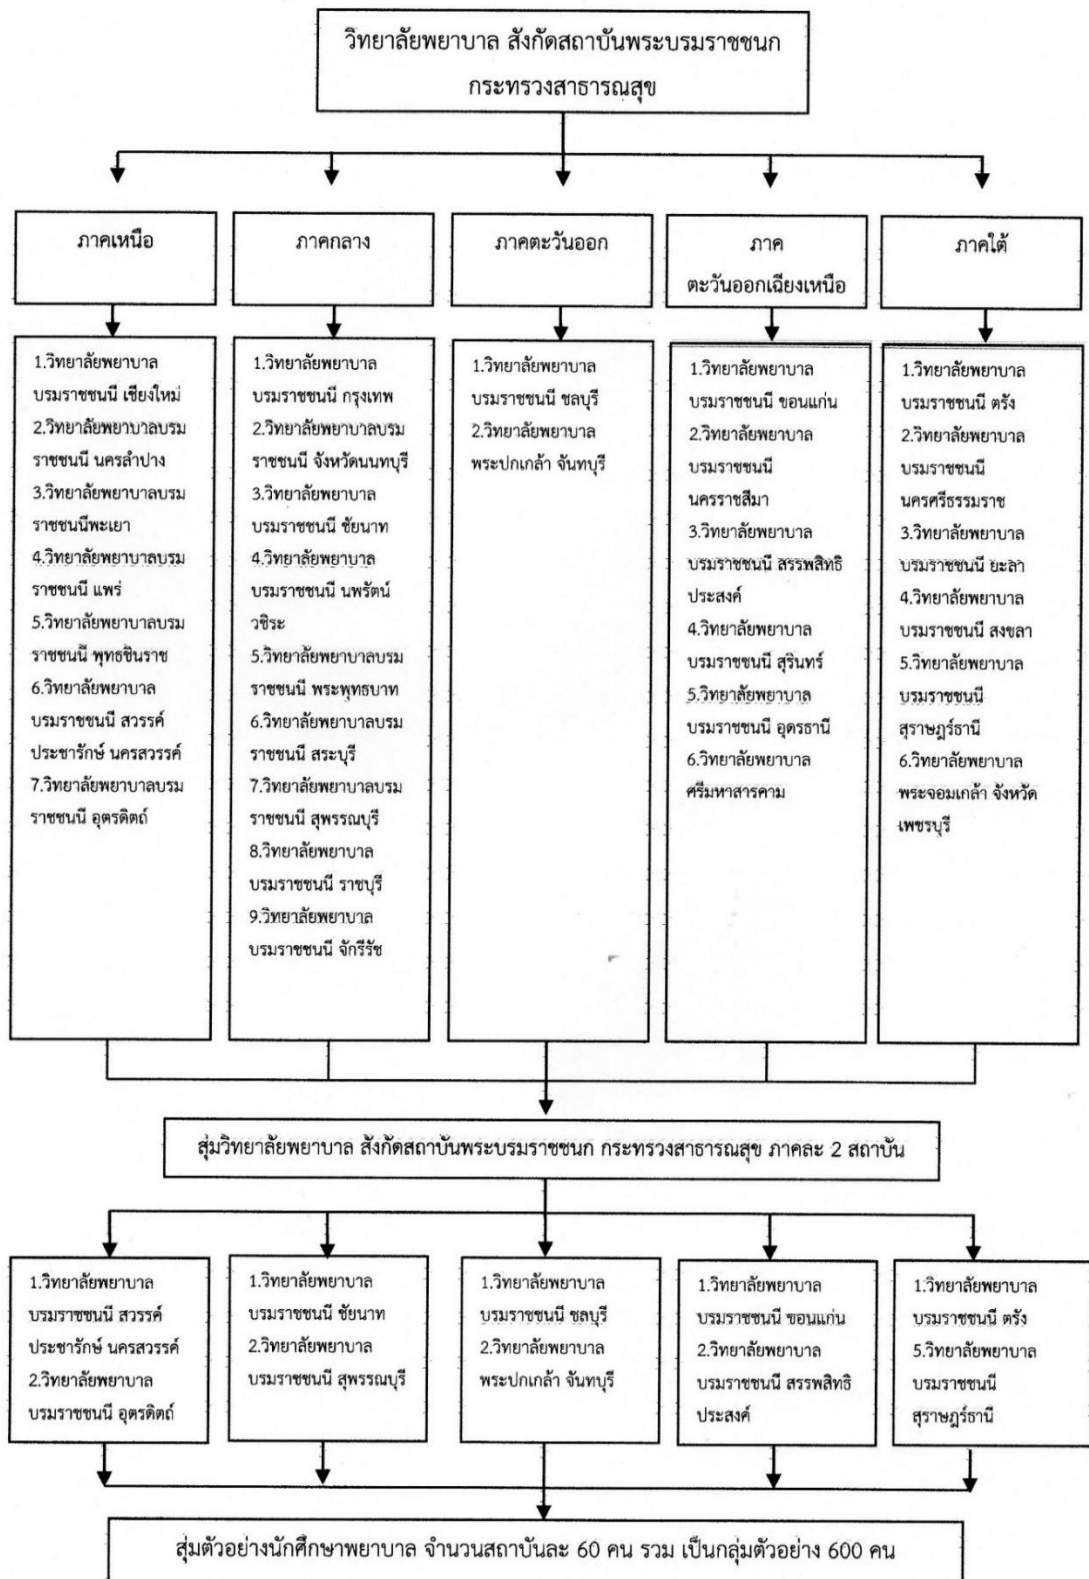 วิทยาลัยพยาบาล สังกัดสถาบันพระบรมราชชนก
กระทรวงสาธารณสุข
ภาคเหนือ
ภาคกลาง
ภาคตะวันออก
ภาค
ตะวันออกเฉียงเหนือ
ภาคใต้
1.วิทยาลัยพยาบาล
บรมราชชนนี เชียงใหม่
2.วิทยาลัยพยาบาลบรม
ราชชนนี นครลำปาง
3.วิทยาลัยพยาบาลบรม
ราชชนนีพะเยา
4.วิทยาลัยพยาบาลบรม
ราชชนนี แพร่
5.วิทยาลัยพยาบาลบรม
ราชชนนี พุทธชินราช
6.วิทยาลัยพยาบาล
บรมราชชนนี สวรรค์
ประชารักษ์ นครสวรรค์
7.วิทยาลัยพยาบาลบรม
ราชชนนี อุตรดิตถ์
1.วิทยาลัยพยาบาล
บรมราชชนนี กรุงเทพ
2.วิทยาลัยพยาบาลบรม
ราชชนนี จังหวัดนนทบุรี
3.วิทยาลัยพยาบาล
บรมราชชนนี ชัยนาท
4.วิทยาลัยพยาบาล
บรมราชชนนี นพรัตน์
วชิระ
5.วิทยาลัยพยาบาลบรม
ราชชนนี พระพุทธบาท
6.วิทยาลัยพยาบาลบรม
ราชชนนี สระบุรี
7.วิทยาลัยพยาบาลบรม
ราชชนนี สุพรรณบุรี
8.วิทยาลัยพยาบาล
บรมราชชนนี ราชบุรี
9.วิทยาลัยพยาบาล
บรมราชชนนี จักรีรัช
1.วิทยาลัยพยาบาล
บรมราชชนนี ชลบุรี
2.วิทยาลัยพยาบาล
พระปกเกล้า จันทบุรี
1.วิทยาลัยพยาบาล
บรมราชชนนี ขอนแก่น
2.วิทยาลัยพยาบาล
บรมราชชนนี
นครราชสีมา
3.วิทยาลัยพยาบาล
บรมราชชนนี สรรพสิทธิ
ประสงค์
4.วิทยาลัยพยาบาล
บรมราชชนนี สุรินทร์
5.วิทยาลัยพยาบาล
บรมราชชนนี อุดรธานี
6.วิทยาลัยพยาบาล
ศรีมหาสารคาม
1.วิทยาลัยพยาบาล
บรมราชชนนี ตรัง
2.วิทยาลัยพยาบาล
บรมราชชนนี
นครศรีธรรมราช
3.วิทยาลัยพยาบาล
บรมราชชนนี ยะลา
4.วิทยาลัยพยาบาล
บรมราชชนนี สงขลา
5.วิทยาลัยพยาบาล
บรมราชชนนี
สุราษฎร์ธานี
6.วิทยาลัยพยาบาล
พระจอมเกล้า จังหวัด
เพชรบุรี
สุ่มวิทยาลัยพยาบาล สังกัดสถาบันพระบรมราชชนก กระทรวงสาธารณสุข ภาคละ 2 สถาบัน
1.วิทยาลัยพยาบาล
บรมราชชนนี สวรรค์
ประชารักษ์ นครสวรรค์
2.วิทยาลัยพยาบาล
บรมราชชนนี อุตรดิตถ์
1.วิทยาลัยพยาบาล
บรมราชชนนี ชัยนาท
2.วิทยาลัยพยาบาล
บรมราชชนนี สุพรรณบุรี
1.วิทยาลัยพยาบาล
บรมราชชนนี ชลบุรี
2.วิทยาลัยพยาบาล
พระปกเกล้า จันทบุรี
1.วิทยาลัยพยาบาล
บรมราชชนนี ขอนแก่น
2.วิทยาลัยพยาบาล
บรมราชชนนี สรรพสิทธิ
ประสงค์
1.วิทยาลัยพยาบาล
บรมราชชนนี ตรัง
5.วิทยาลัยพยาบาล
บรมราชชนนี
สุราษฎร์ธานี
สุ่มตัวอย่างนักศึกษาพยาบาล จำนวนสถาบันละ 60 คน รวม เป็นกลุ่มตัวอย่าง 600 คน